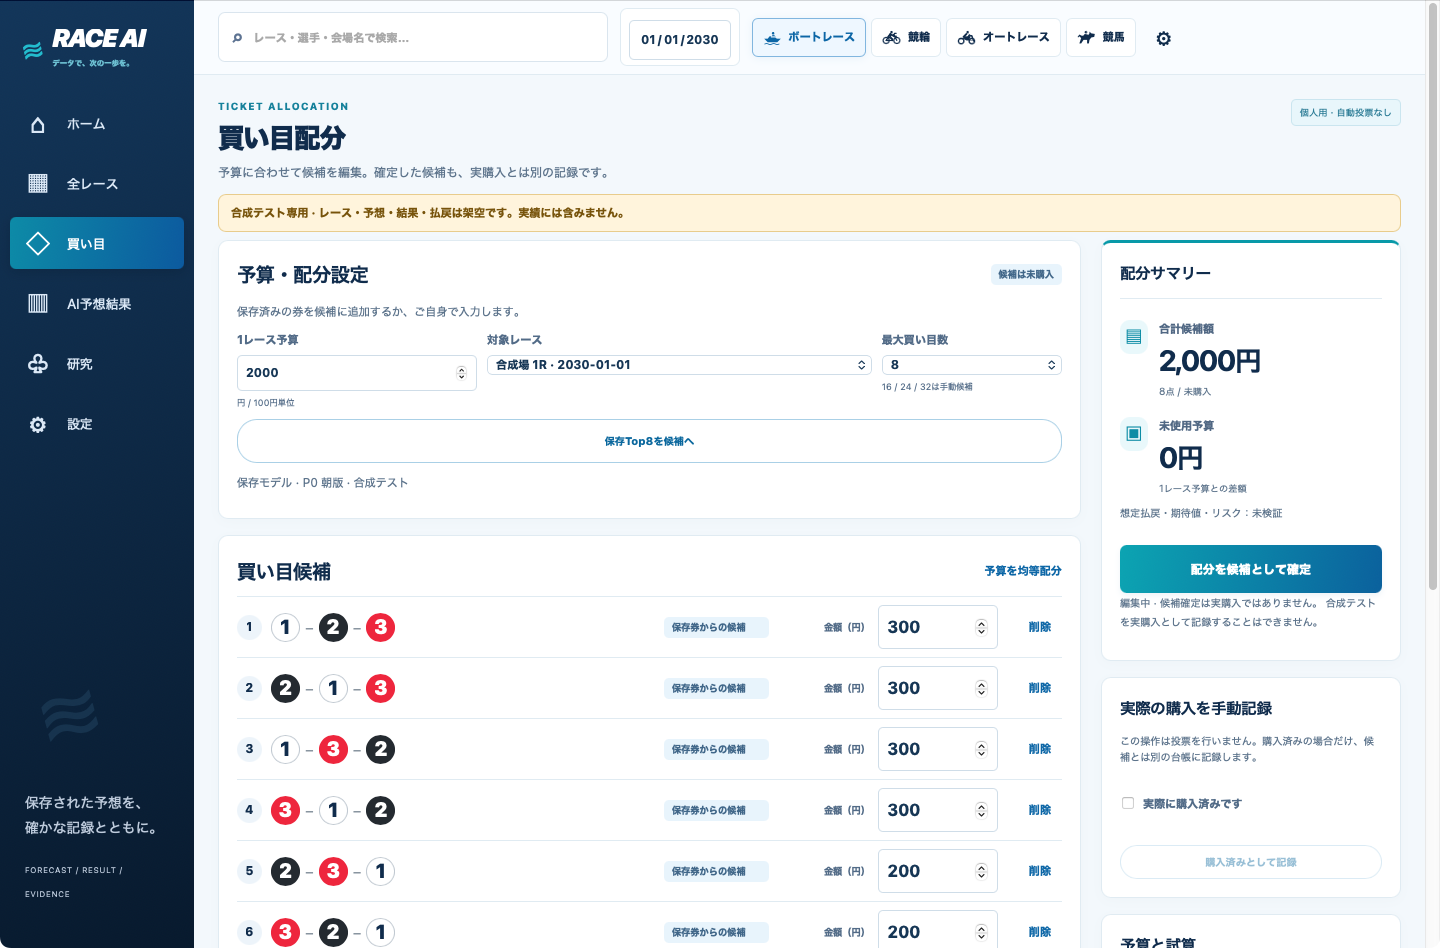 RACE AI
データで、次の一歩を。
ホーム
全レース
買い目
AI予想結果
研究
設定
保存された予想を、
確かな記録とともに。
FORECAST / RESULT /
EVIDENCE
レース・選手・会場名で検索...
01/01/2030
ボートレース
競輪
オートレース
競馬
TICKET ALLOCATION
買い目配分
予算に合わせて候補を編集。確定した候補も、実購入とは別の記録です。
個人用・自動投票なし
合成テスト専用・レース・予想・結果・払戻は架空です。実績には含みません。
予算・配分設定
候補は未購入
保存済みの券を候補に追加するか、ご自身で入力します。
1レース予算
対象レース
最大買い目数
2000
合成場 1R · 2030-01-01
8
円 / 100円単位
16 / 24 / 32は手動候補
保存Top8を候補へ
保存モデル · P0 朝版 · 合成テスト
買い目候補
予算を均等配分
1 1 – 2 – 3 保存券からの候補 金額（円） 300 削除
2 2 – 1 – 3 保存券からの候補 金額（円） 300 削除
3 1 – 3 – 2 保存券からの候補 金額（円） 300 削除
4 3 – 1 – 2 保存券からの候補 金額（円） 300 削除
5 2 – 3 – 1 保存券からの候補 金額（円） 200 削除
6 3 – 2 – 1 保存券からの候補 金額（円） 200 削除
配分サマリー
合計候補額
2,000円
8点 / 未購入
未使用予算
0円
1レース予算との差額
想定払戻・期待値・リスク：未検証
配分を候補として確定
編集中 · 候補確定は実購入ではありません。 合成テスト
を実購入として記録することはできません。
実際の購入を手動記録
この操作は投票を行いません。購入済みの場合だけ、候
補とは別の台帳に記録します。
実際に購入済みです
購入済みとして記録
予算と試算